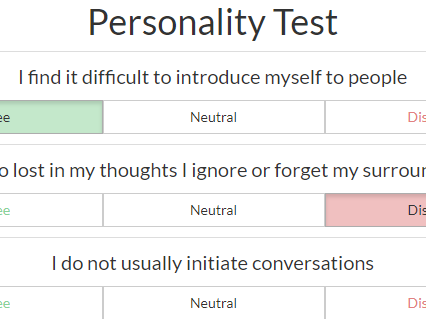 Personality Test
I find it difficult to introduce myself to people
ee Neutral Dis
o lost in my thoughts I ignore or forget my surrour
ee Neutral Dis
I do not usually initiate conversations
ee Neutral Dis